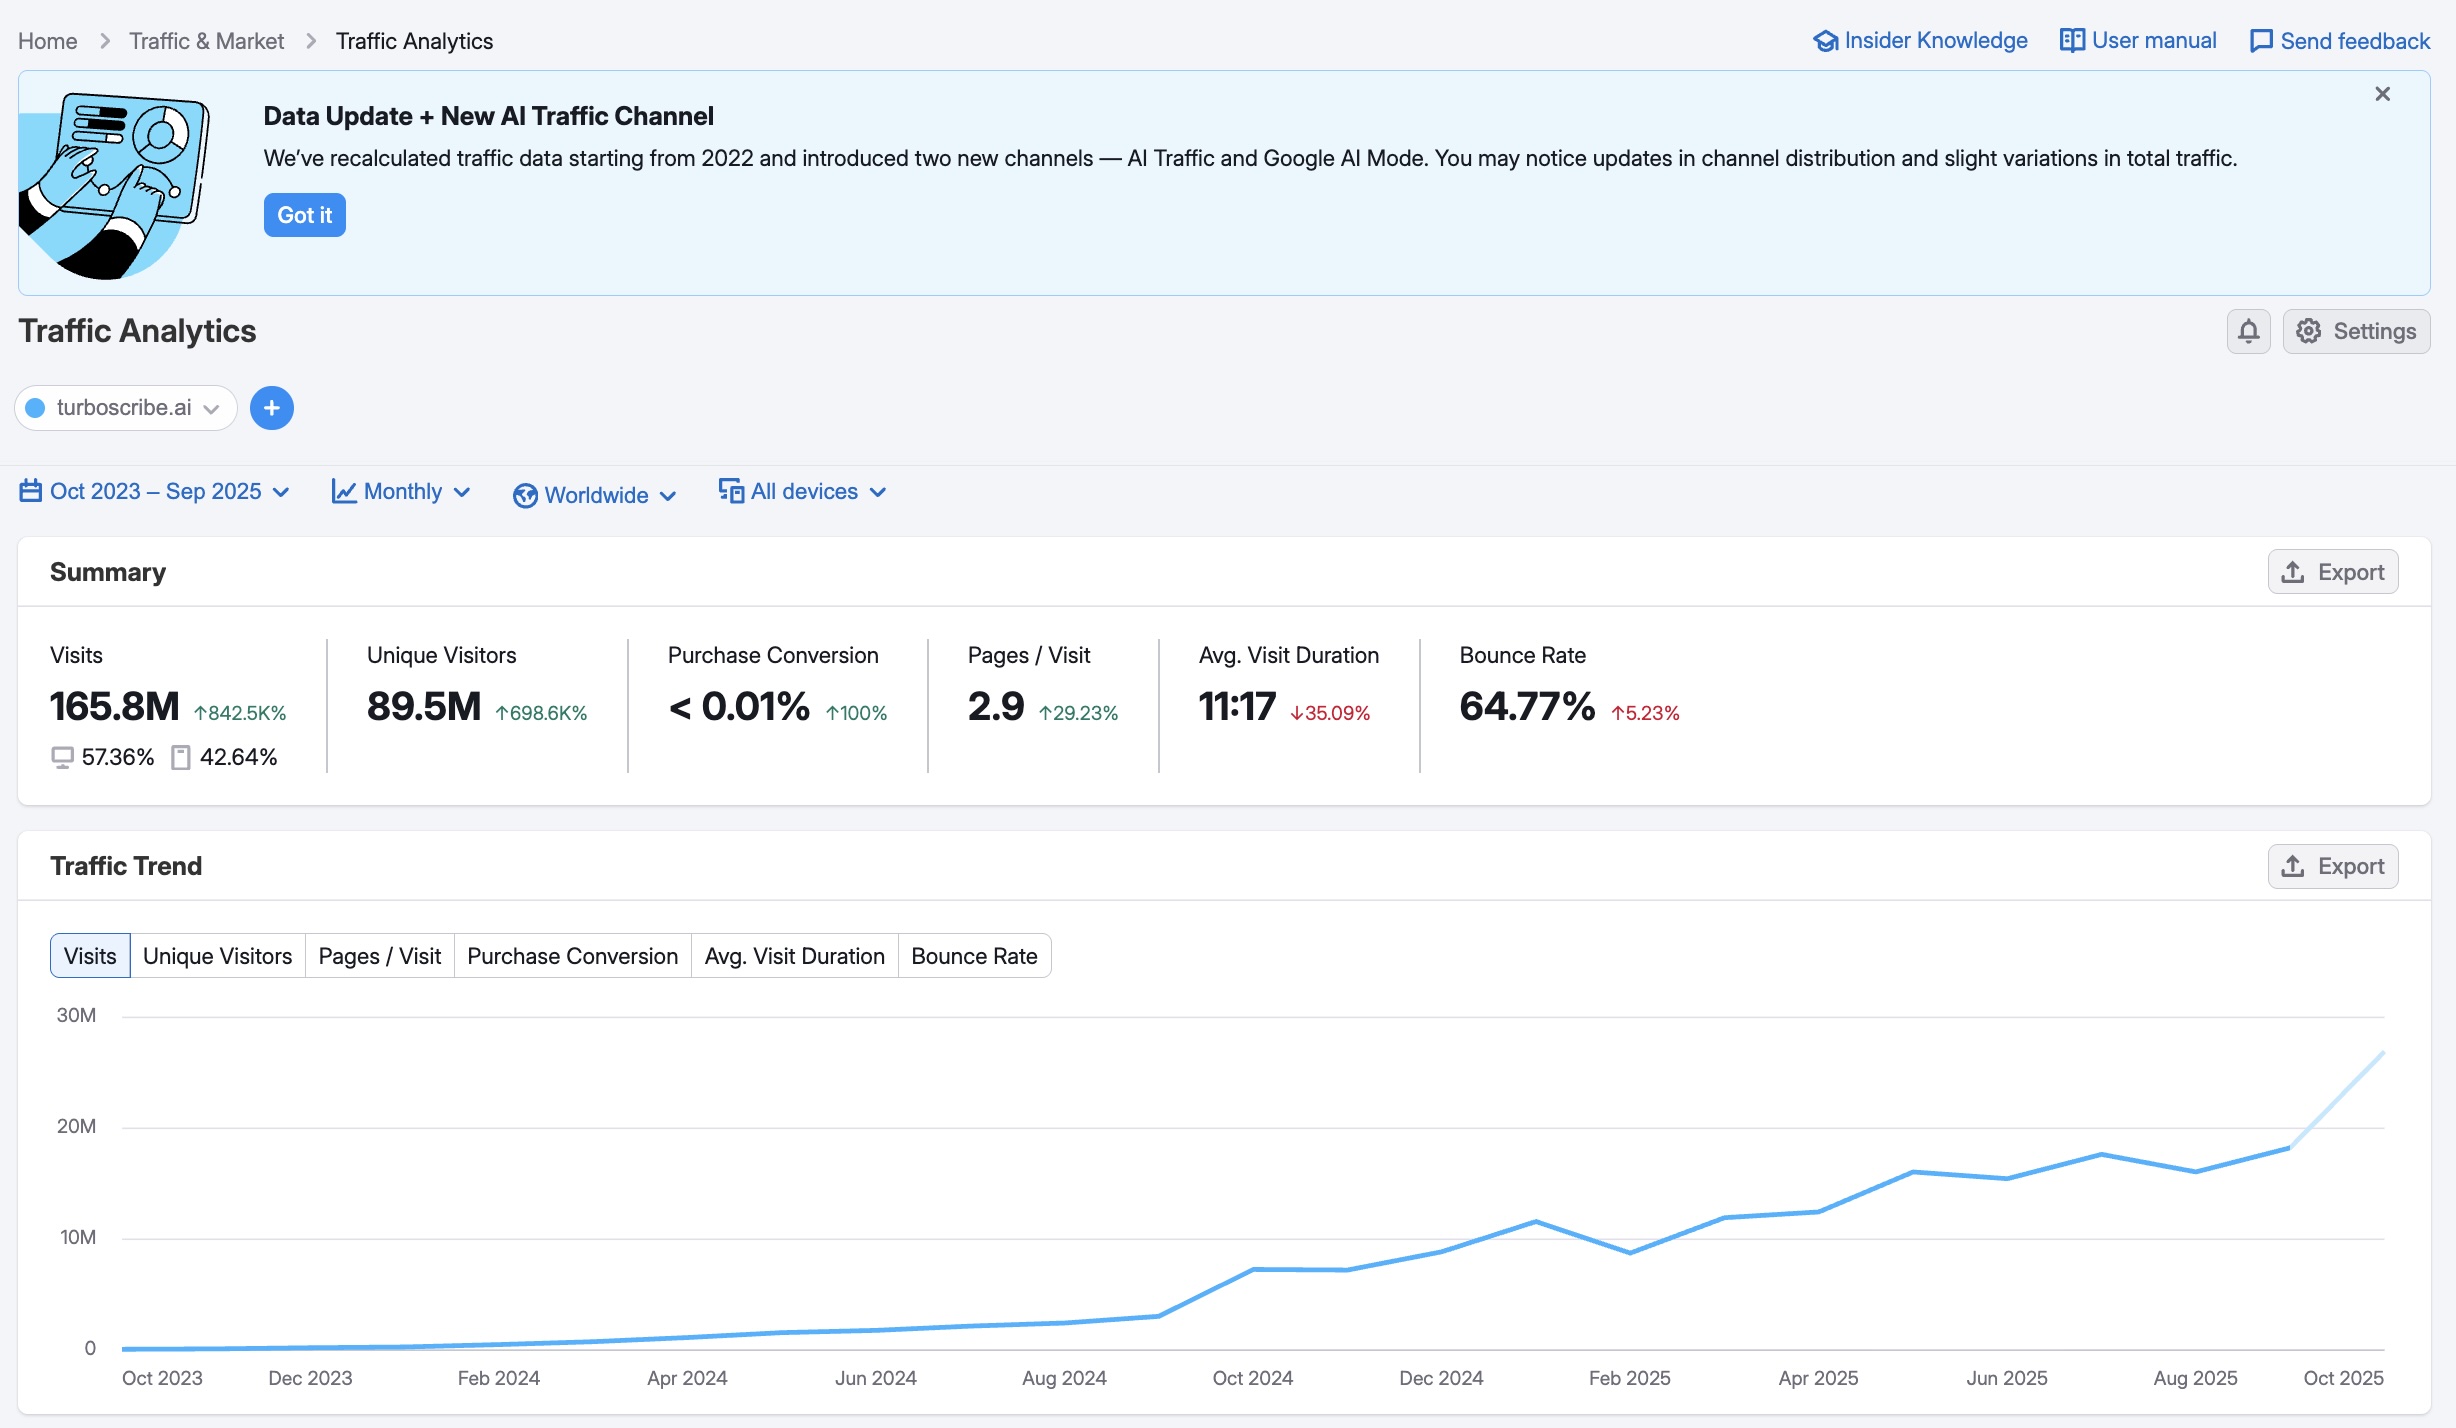 Home > Traffic & Market > Traffic Analytics
Insider Knowledge
User manual
Send feedback
Data Update + New AI Traffic Channel
We’ve recalculated traffic data starting from 2022 and introduced two new channels — AI Traffic and Google AI Mode. You may notice updates in channel distribution and slight variations in total traffic.
Got it
Traffic Analytics
Settings
turboscribe.ai
Oct 2023 – Sep 2025
Monthly
Worldwide
All devices
Summary
Export
Visits
165.8M ↑842.5K%
57.36% 42.64%
Unique Visitors
89.5M ↑698.6K%
Purchase Conversion
< 0.01% ↑100%
Pages / Visit
2.9 ↑29.23%
Avg. Visit Duration
11:17 ↓35.09%
Bounce Rate
64.77% ↑5.23%
Traffic Trend
Export
Visits
Unique Visitors
Pages / Visit
Purchase Conversion
Avg. Visit Duration
Bounce Rate
30M
20M
10M
0
Oct 2023
Dec 2023
Feb 2024
Apr 2024
Jun 2024
Aug 2024
Oct 2024
Dec 2024
Feb 2025
Apr 2025
Jun 2025
Aug 2025
Oct 2025